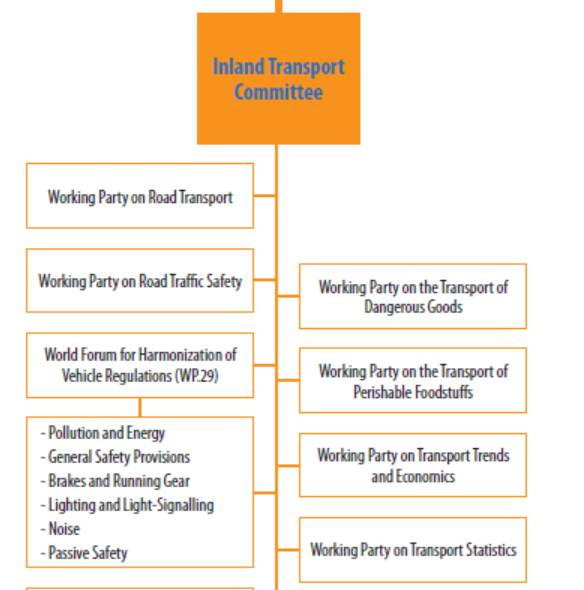 Inland Transport
Committee
Working Party on Road Transport
Working Party on Road Traffic Safety
World Forum for Harmonization of
Vehicle Regulations (WP.29)
- Pollution and Energy
- General Safety Provisions
- Brakes and Running Gear
- Lighting and Light-Signalling
- Noise
- Passive Safety
Working Party on the Transport of
Dangerous Goods
Working Party on the Transport of
Perishable Foodstuffs
Working Party on Transport Trends
and Economics
Working Party on Transport Statistics